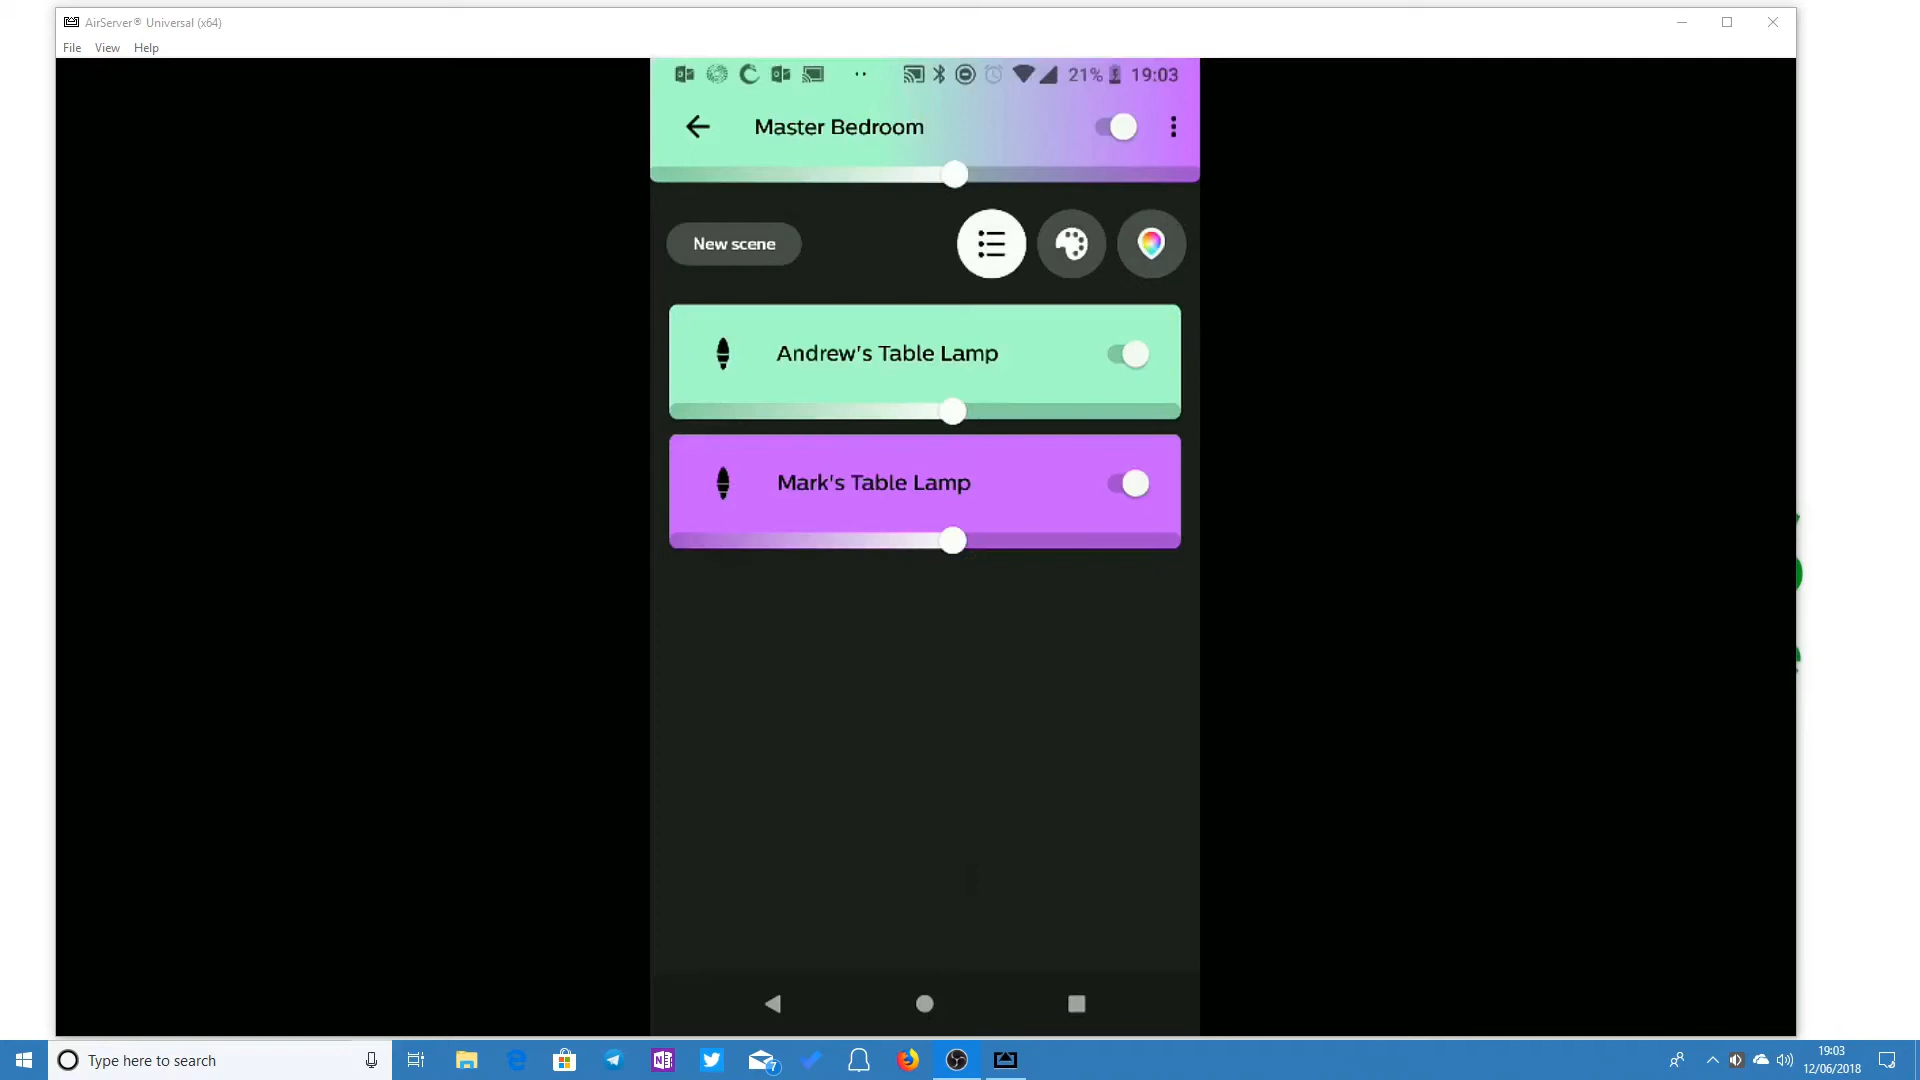 AirServer® Universal (x64)
File View Help
21% 19:03
Master Bedroom
New scene
Andrew's Table Lamp
Mark's Table Lamp
Type here to search
7
19:03
12/06/2018